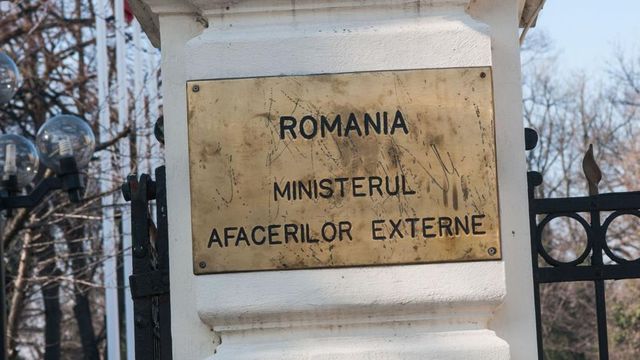 ROMANIA
MINISTERUL
AFACERILOR EXTERNE